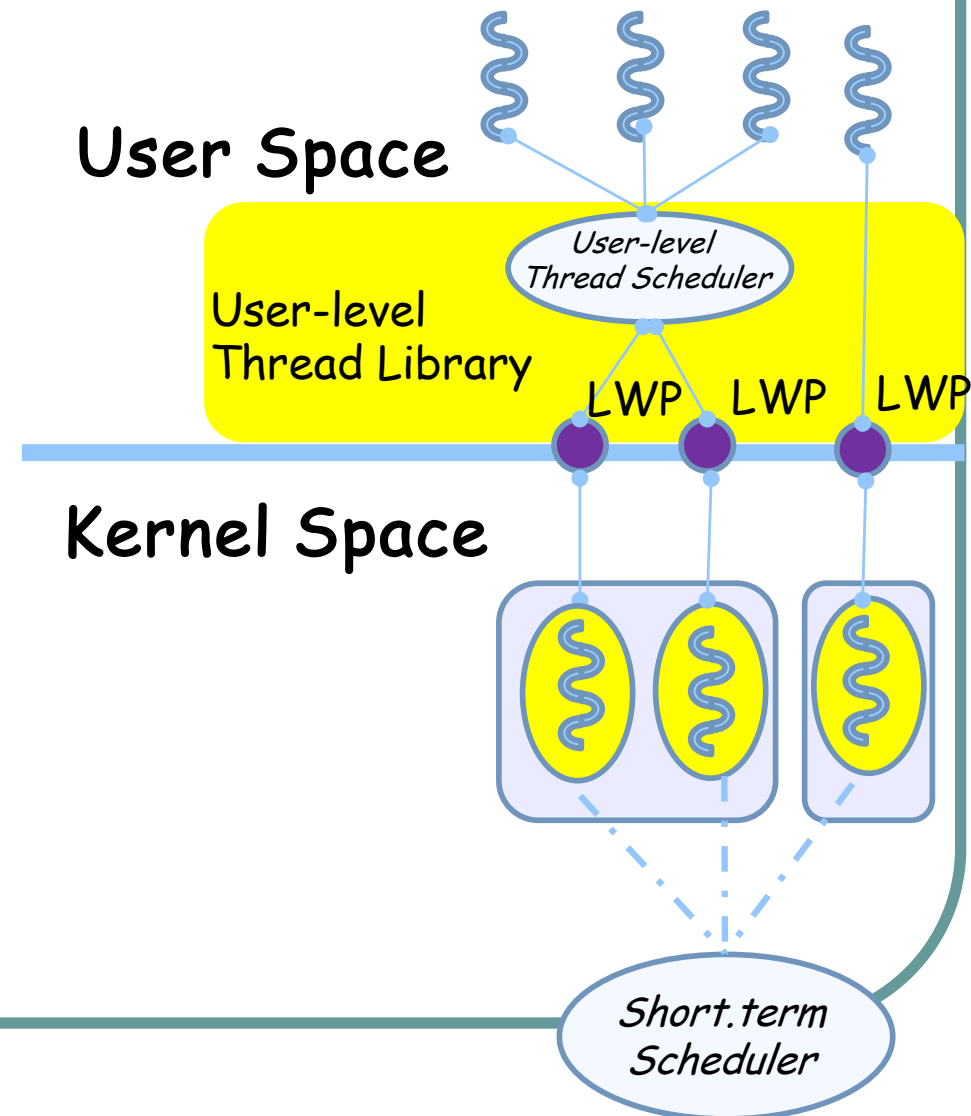 User Space
User-level
Thread Scheduler
User-level
Thread Library
LWP
LWP
LWP
Kernel Space
Short.term
Scheduler